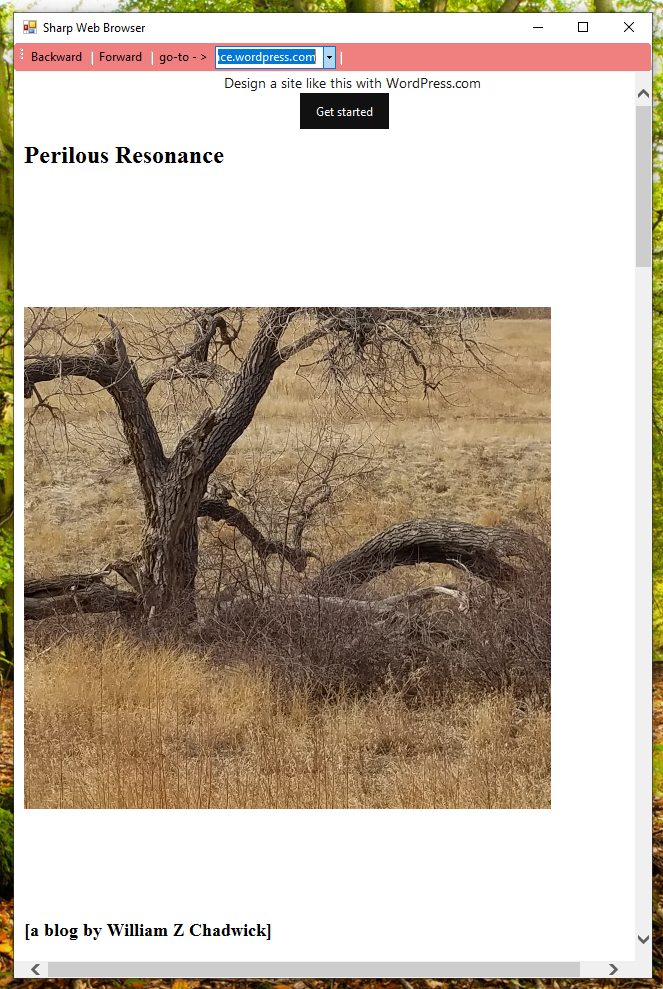 Sharp Web Browser
Backward | Forward | go-to - > ce.wordpress.com |
Design a site like this with WordPress.com
Get started
Perilous Resonance
[a blog by William Z Chadwick]